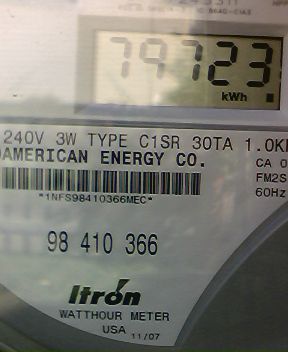 79723
kWh
240V 3W TYPE C1SR 30TA 1.0K
AMERICAN ENERGY CO.
CA 0
FM2S
60Hz
*1NFS98410366MEC*
98 410 366
Itron
WATTHOUR METER
USA 11/07